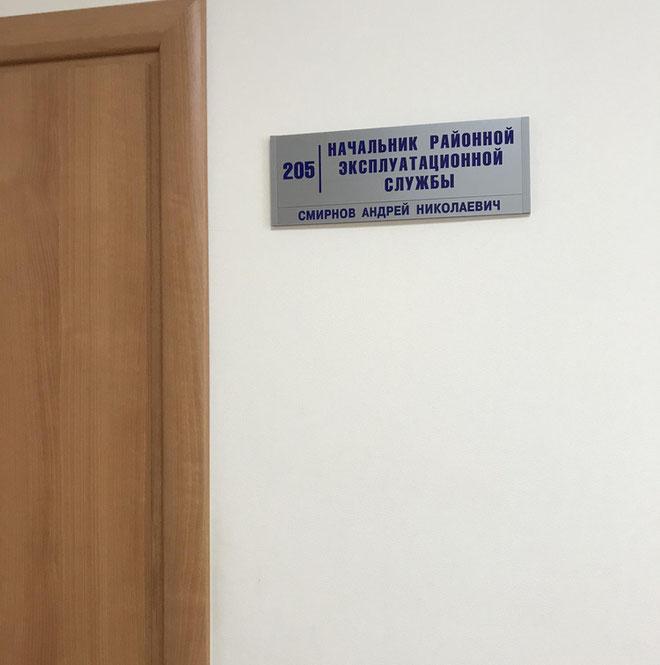 205
НАЧАЛЬНИК РАЙОННОЙ
ЭКСПЛУАТАЦИОННОЙ
СЛУЖБЫ
СМИРНОВ АНДРЕЙ НИКОЛАЕВИЧ